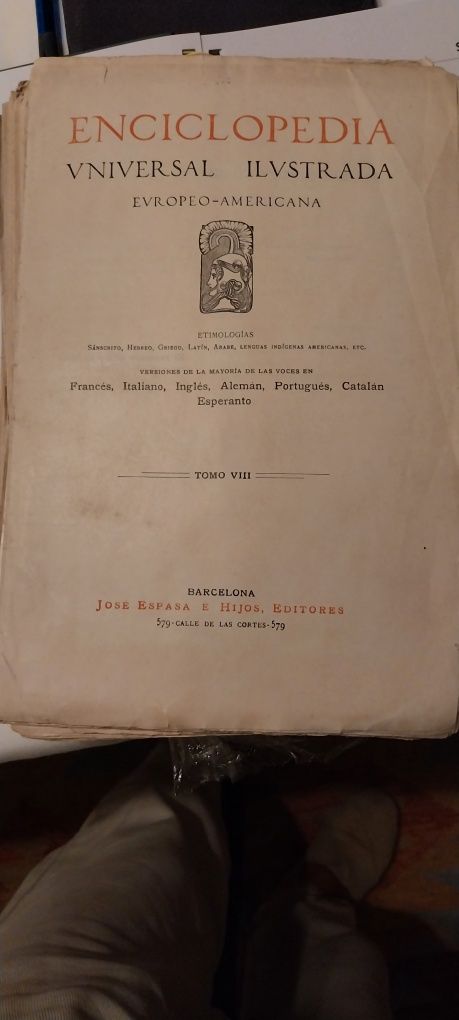 ENCICLOPEDIA
VNIVERSAL ILVSTRADA
EVROPEO-AMERICANA
ETIMOLOGÍAS
SÁNSCRITO, HEBREO, GRIEGO, LATÍN, ÁRABE, LENGUAS INDÍGENAS AMERICANAS, ETC.
VERSIONES DE LA MAYORÍA DE LAS VOCES EN
Francés, Italiano, Inglés, Alemán, Portugués, Catalán
Esperanto
TOMO VIII
BARCELONA
JOSÉ ESPASA E HIJOS, EDITORES
579-CALLE DE LAS CORTES-579